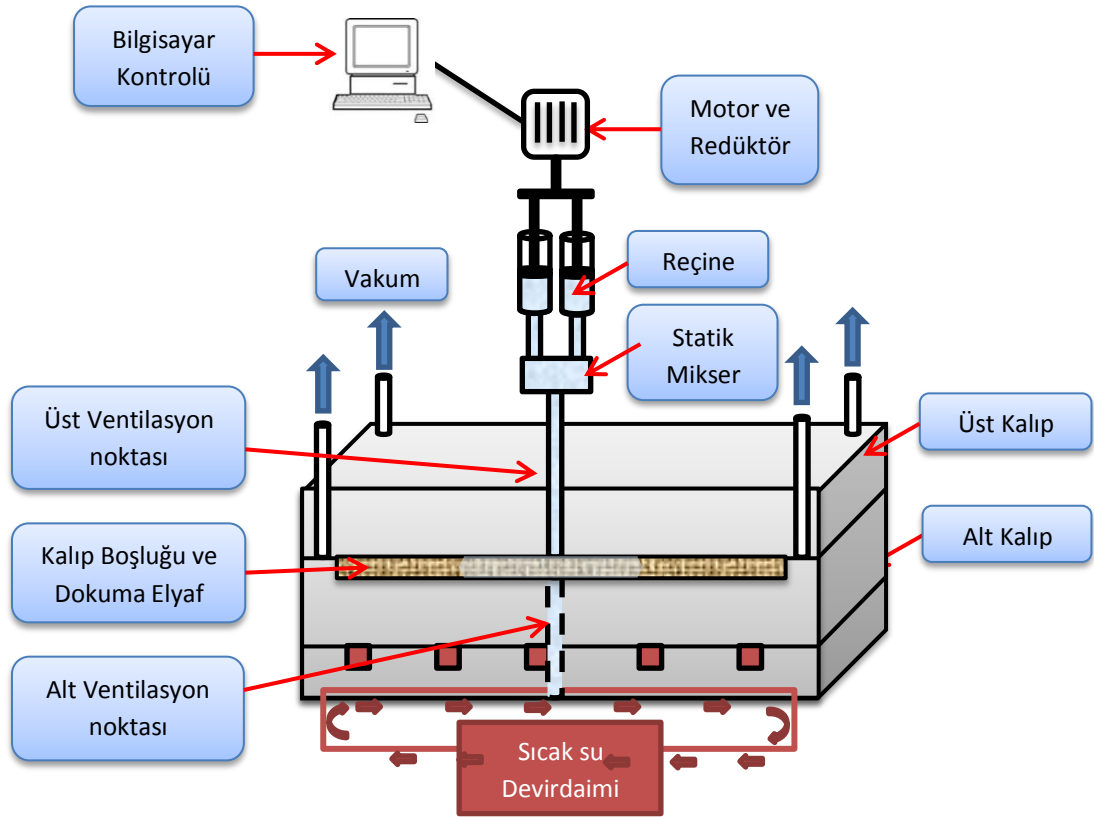 Bilgisayar
Kontrolü
Motor ve
Redüktör
Vakum
Reçine
Statik
Mikser
Üst Ventilasyon
noktası
Üst Kalıp
Kalıp Boşluğu ve
Dokuma Elyaf
Alt Kalıp
Alt Ventilasyon
noktası
Sıcak su
Devirdaimi